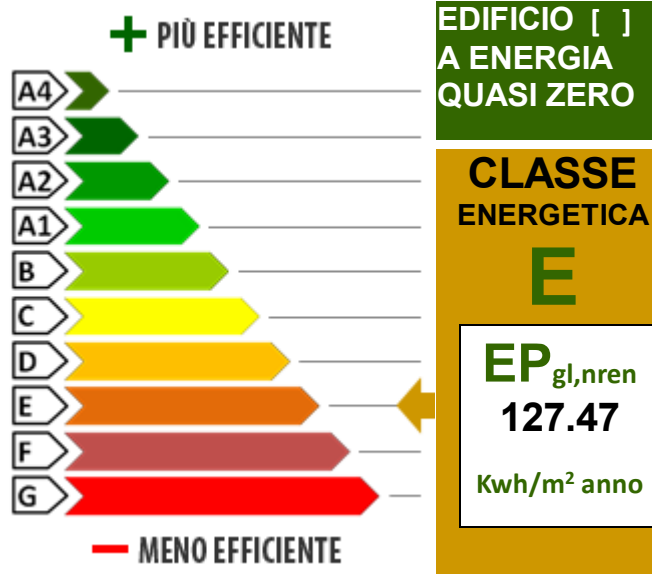 + PIÙ EFFICIENTE
A4
A3
A2
A1
B
C
D
E
F
G
− MENO EFFICIENTE
EDIFICIO [ ]
A ENERGIA
QUASI ZERO
CLASSE
ENERGETICA
E
EPgl,nren
127.47
Kwh/m² anno